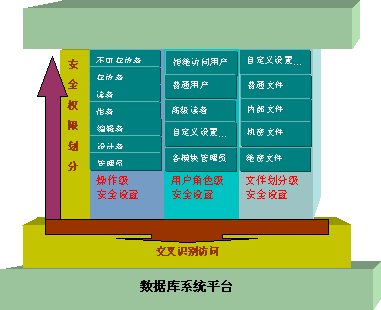 安全权限划分
不可存取者
存取者
读者
作者
编辑者
设计者
管理员
操作级
安全设置
拒绝访问用户
普通用户
高级读者
自定义设置...
各模块管理员
用户角色级
安全设置
自定义设置...
普通文件
内部文件
机密文件
绝密文件
文件划分级
安全设置
交叉识别访问
数据库系统平台